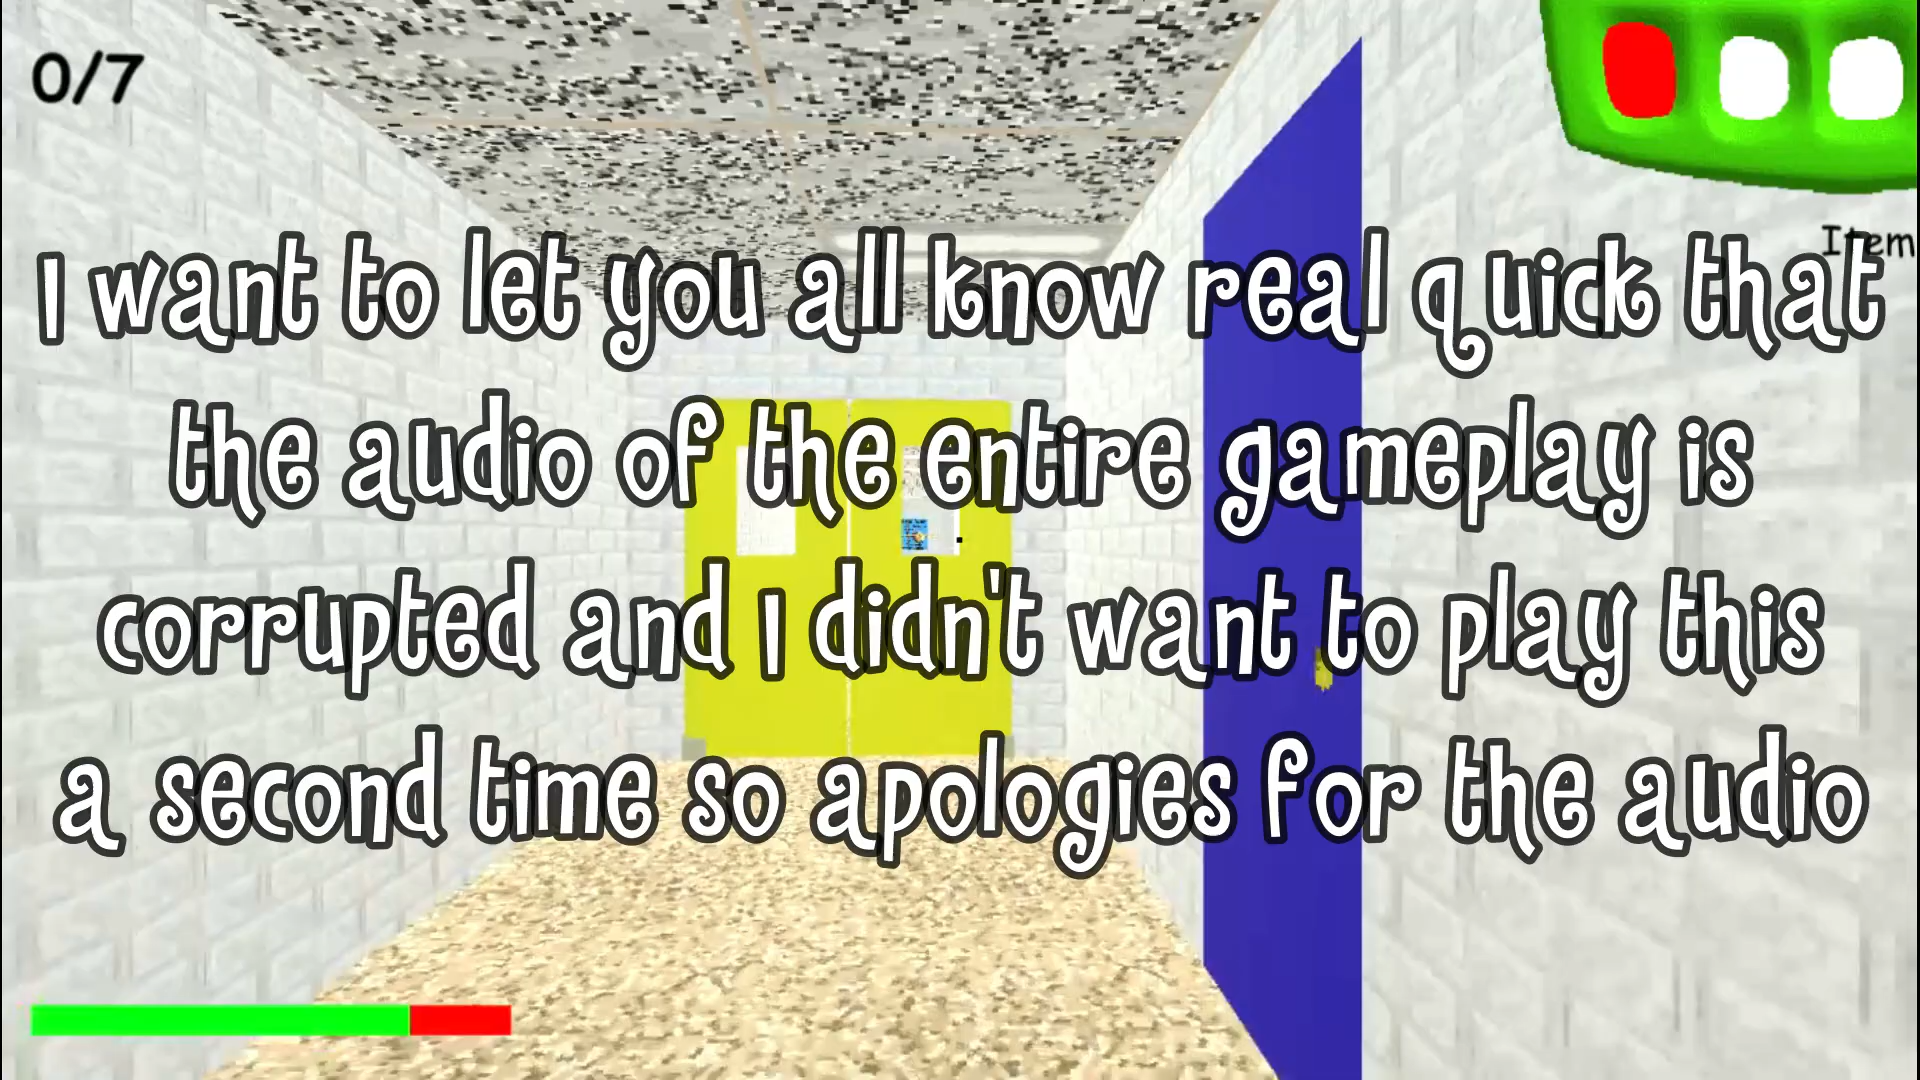 0/7
Item
I want to let you all know real quick that
the audio of the entire gameplay is
corrupted and I didn't want to play this
a second time so apologies for the audio